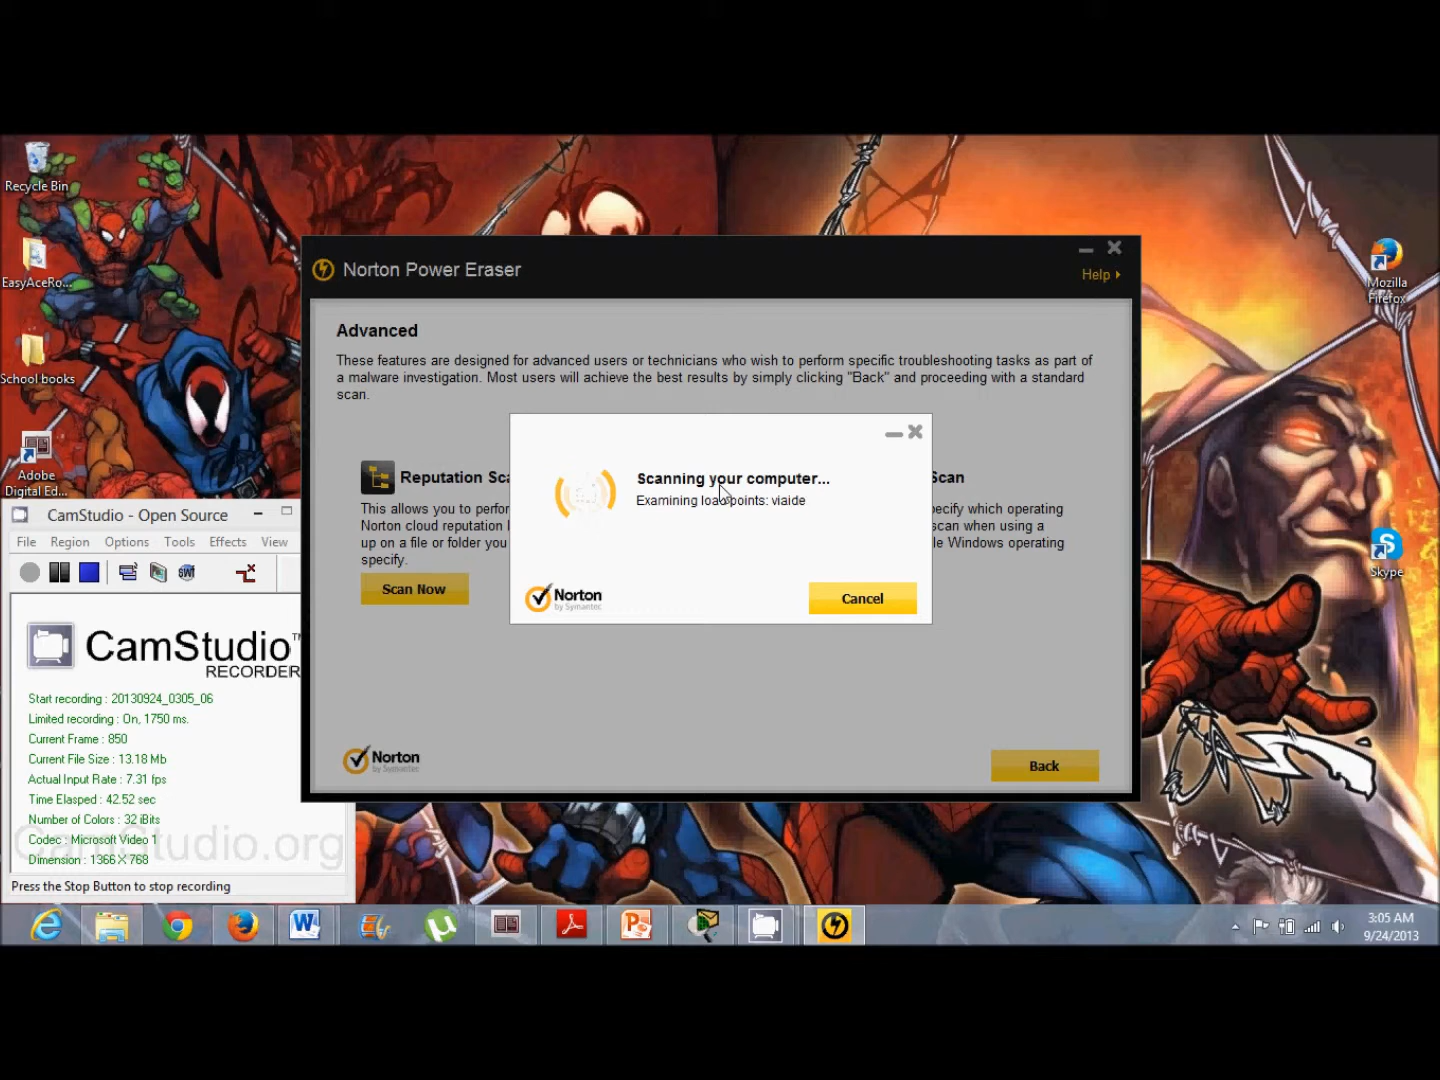 Recycle Bin
EasyAceRo...
School books
Adobe
Digital Ed...
Mozilla
Firefox
Skype
Norton Power Eraser
Help
Advanced
These features are designed for advanced users or technicians who wish to perform specific troubleshooting tasks as part of
a malware investigation. Most users will achieve the best results by simply clicking "Back" and proceeding with a standard
scan.
Reputation Sca
This allows you to perfor
Norton cloud reputation
up on a file or folder you
specify.
Scan Now
Scan
ecify which operating
scan when using a
le Windows operating
Scanning your computer...
Examining load points: viaide
Norton
by Symantec
Cancel
Norton
by Symantec
Back
CamStudio - Open Source
File Region Options Tools Effects View
CamStudio™
RECORDER
Start recording : 20130924_0305_06
Limited recording : On, 1750 ms.
Current Frame : 850
Current File Size : 13.18 Mb
Actual Input Rate : 7.31 fps
Time Elasped : 42.52 sec
Number of Colors : 32 iBits
Codec : Microsoft Video 1
Dimension : 1366 X 768
CamStudio.org
Press the Stop Button to stop recording
3:05 AM
9/24/2013